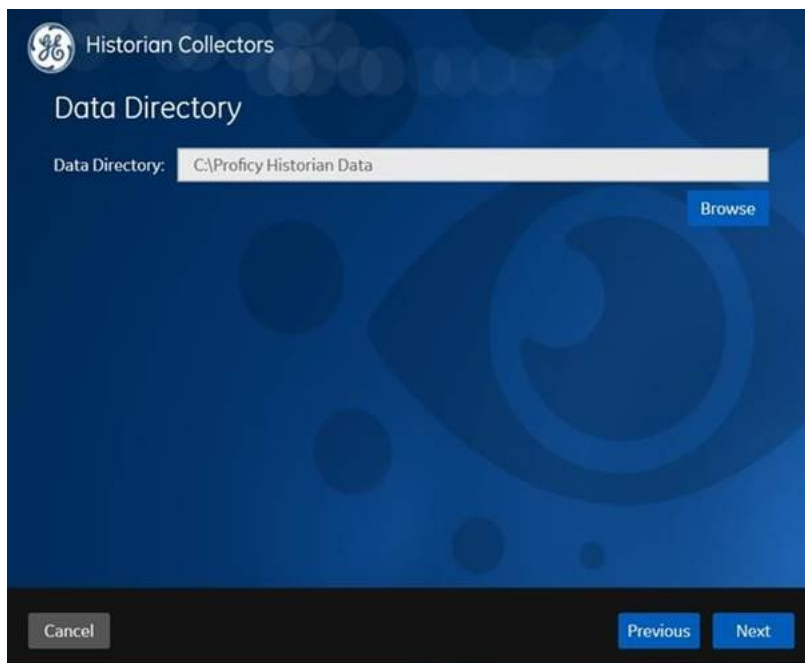 Historian Collectors
Data Directory
Data Directory: C:\Proficy Historian Data
Browse
Cancel Previous Next